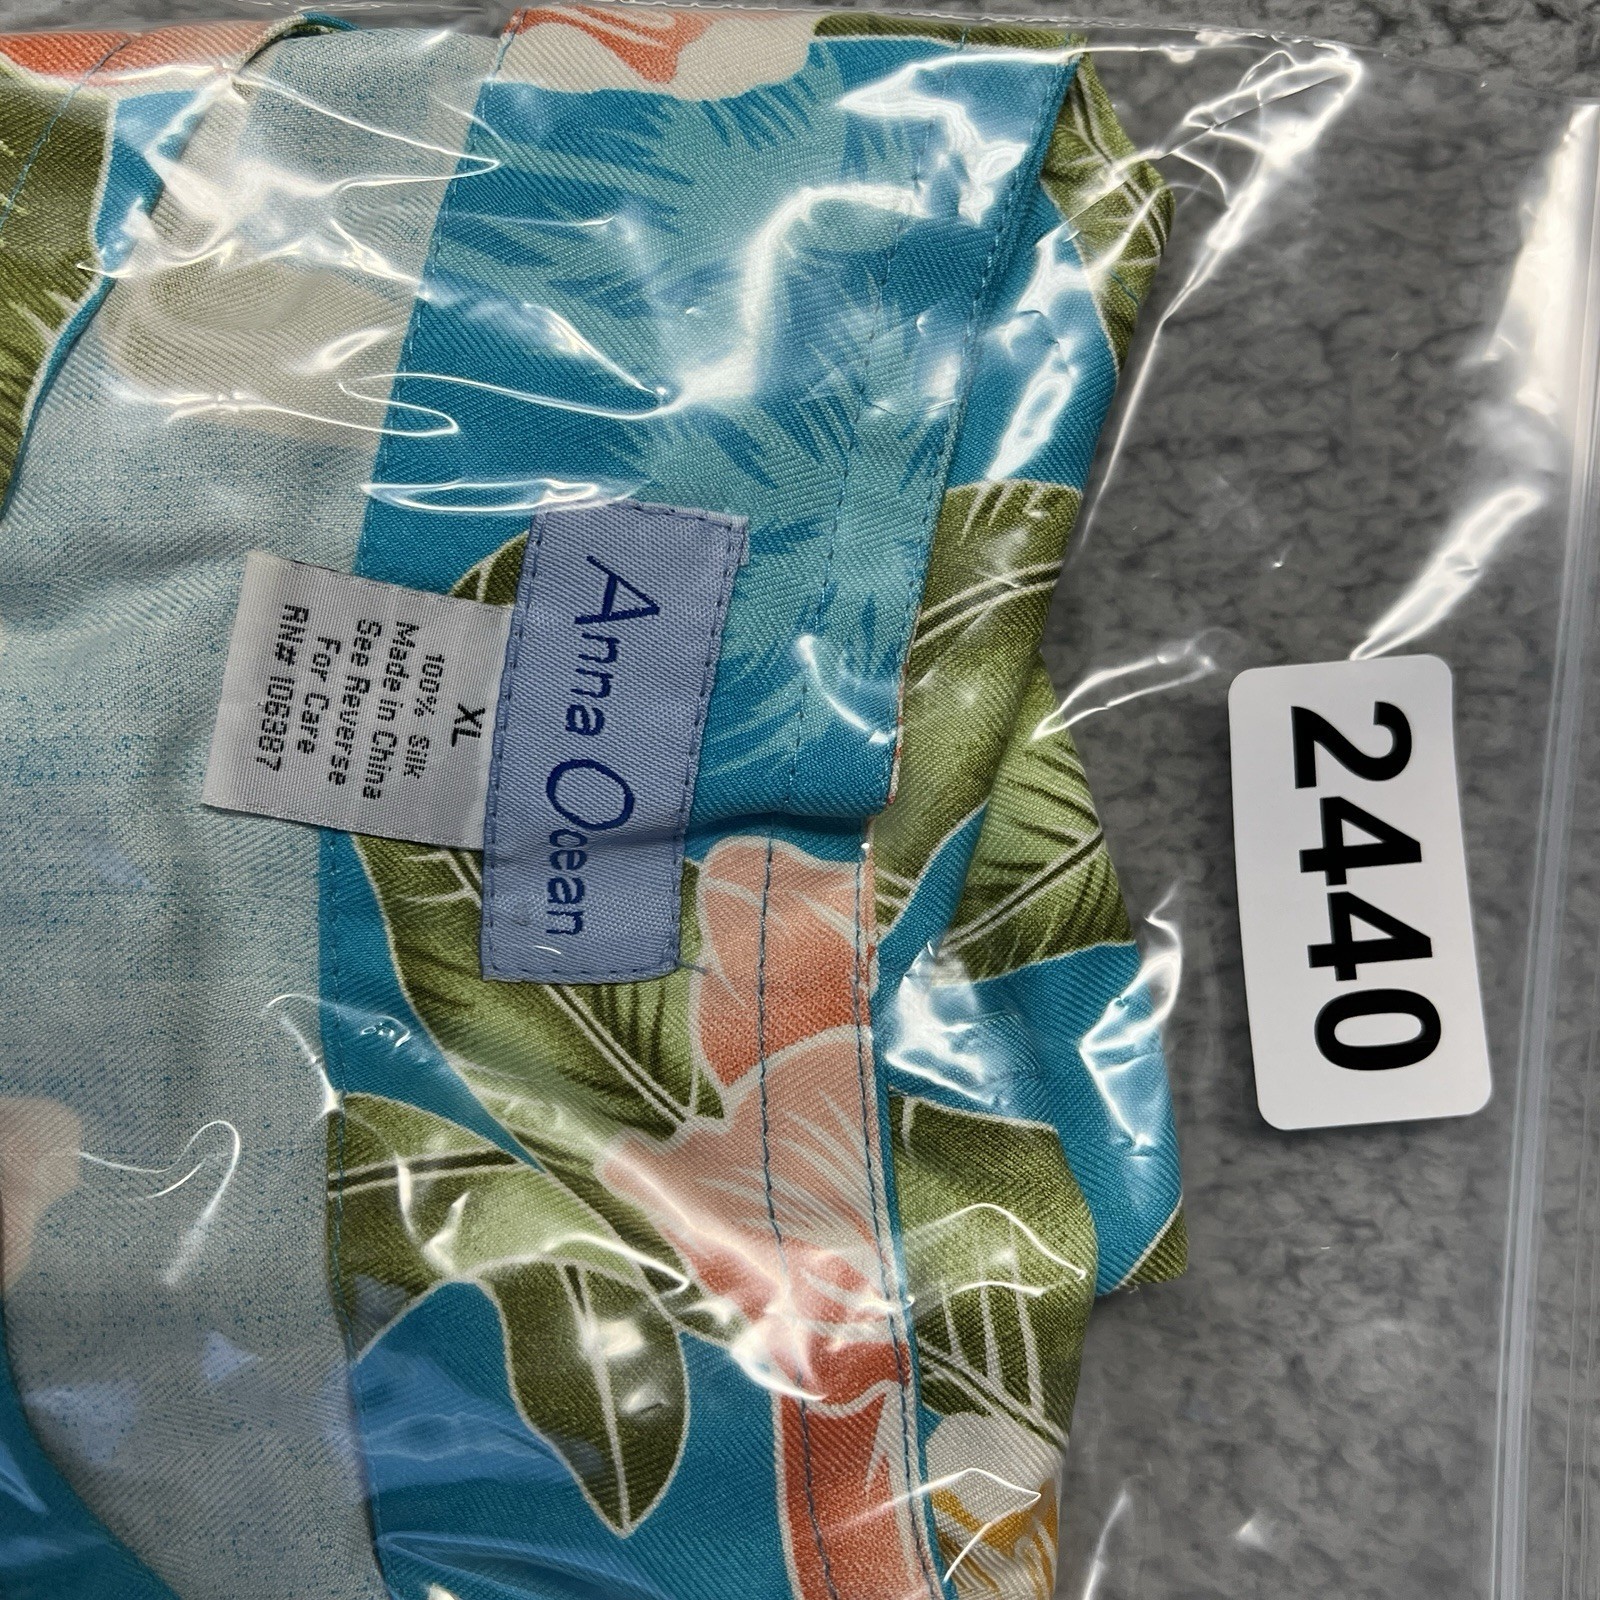 Anna Ocean
XL
100% Silk
Made in China
See Reverse
For Care
RN# 106387
2440